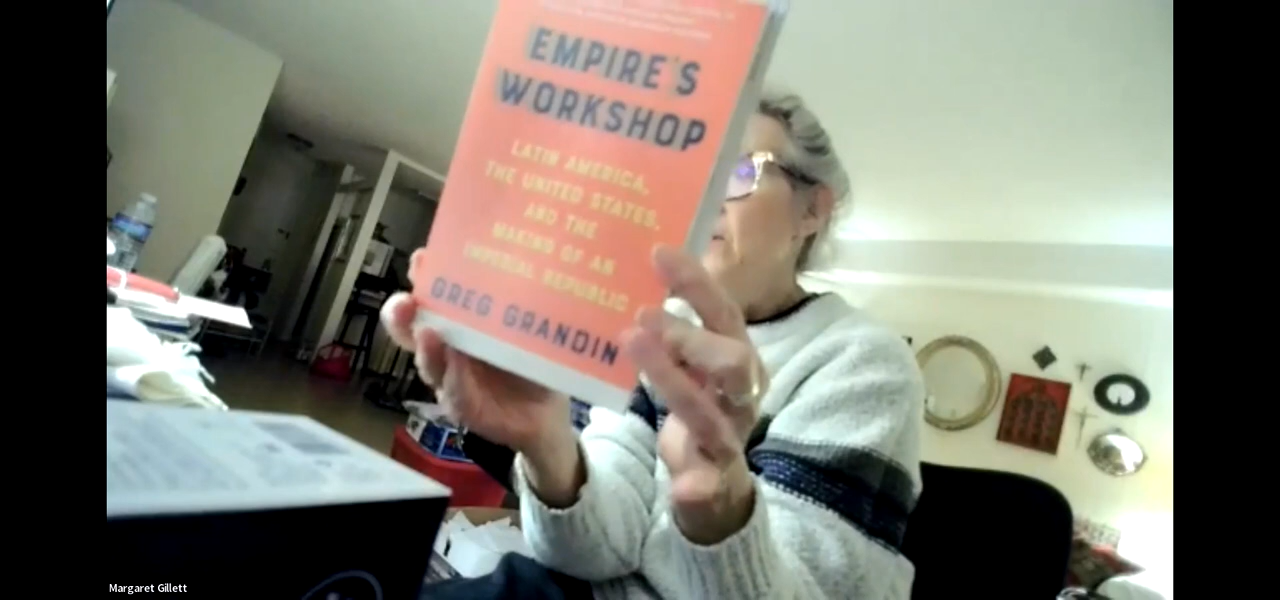 EMPIRE'S
WORKSHOP
LATIN AMERICA,
THE UNITED STATES,
AND THE
MAKING OF AN
IMPERIAL REPUBLIC
GREG GRANDIN
Margaret Gillett